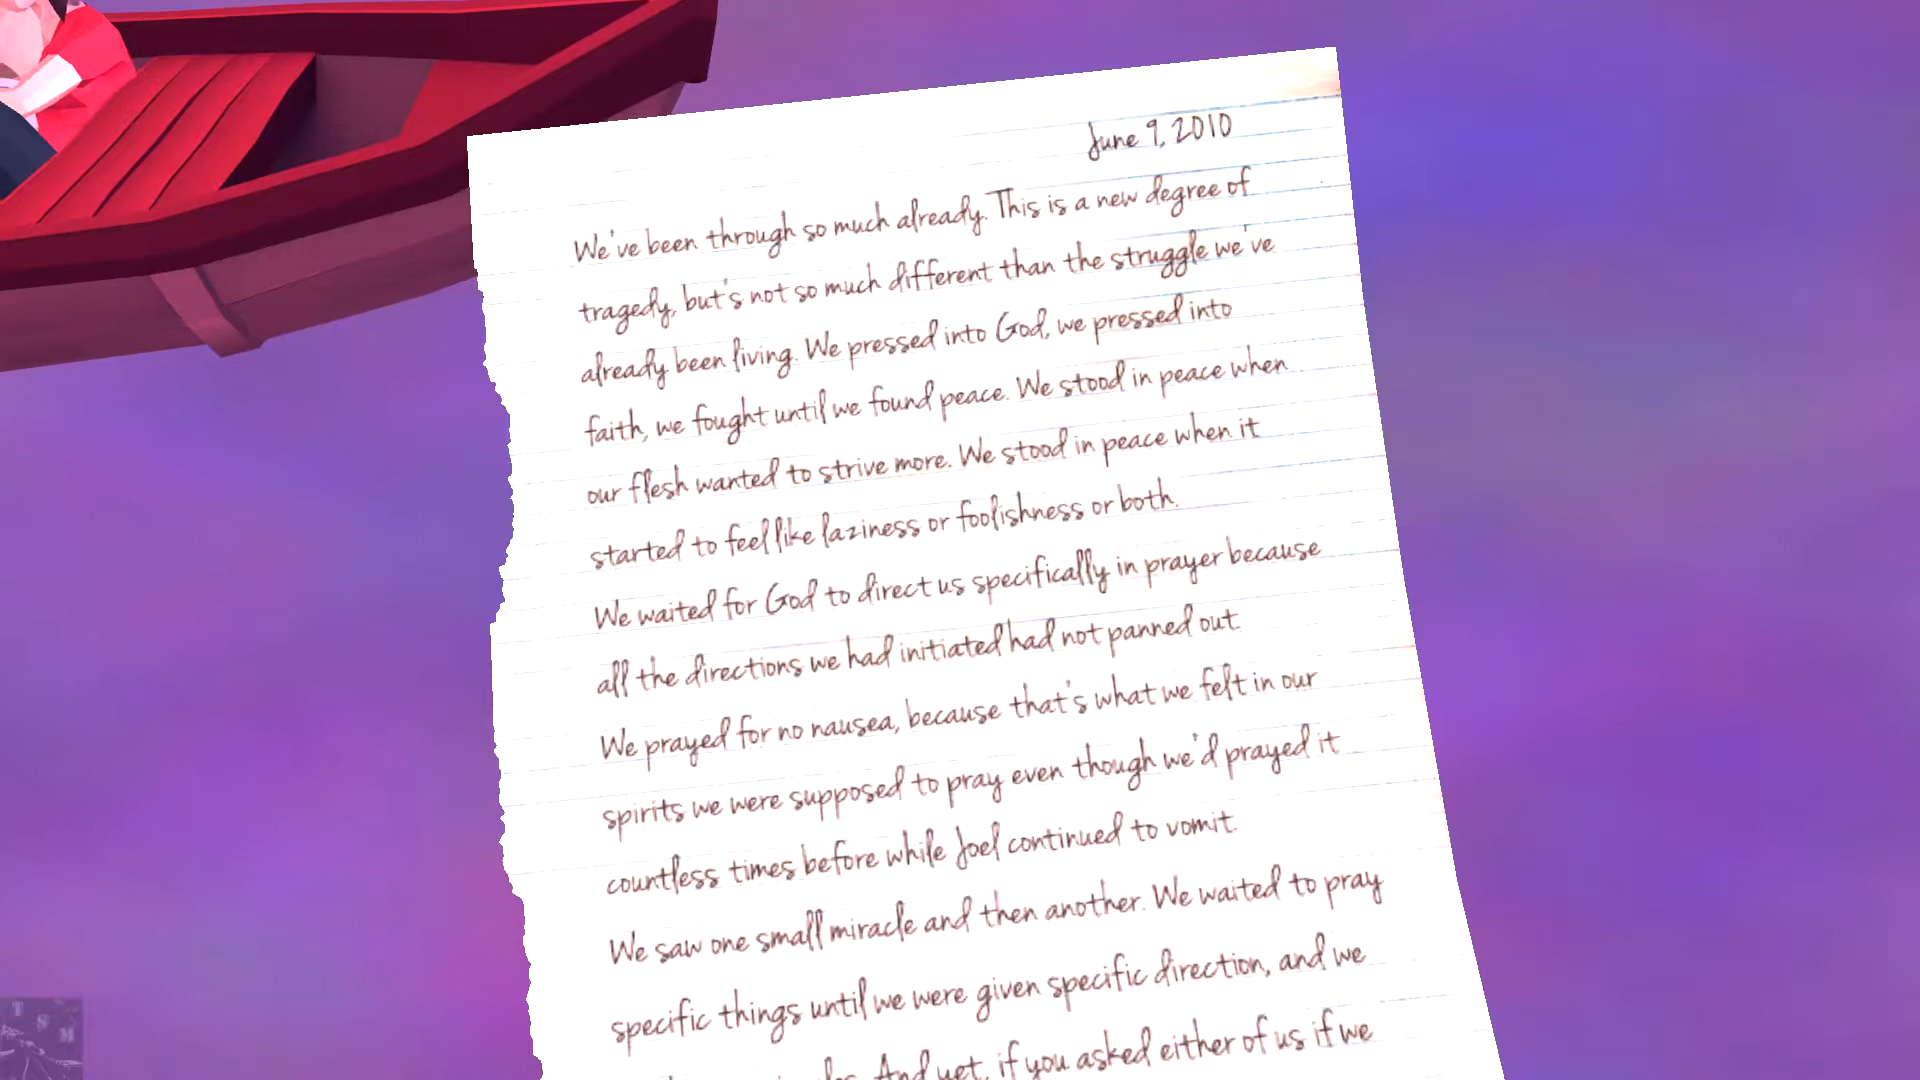 June 9, 2010
We've been through so much already. This is a new degree of
tragedy, but's not so much different than the struggle we've
already been living. We pressed into God, we pressed into
faith, we fought until we found peace. We stood in peace when
our flesh wanted to strive more. We stood in peace when it
started to feel like laziness or foolishness or both.
We waited for God to direct us specifically in prayer because
all the directions we had initiated had not panned out.
We prayed for no nausea, because that's what we felt in our
spirits we were supposed to pray even though we'd prayed it
countless times before while Joel continued to vomit.
We saw one small miracle and then another. We waited to pray
specific things until we were given specific direction, and we
And yet, if you asked either of us if we
T S M